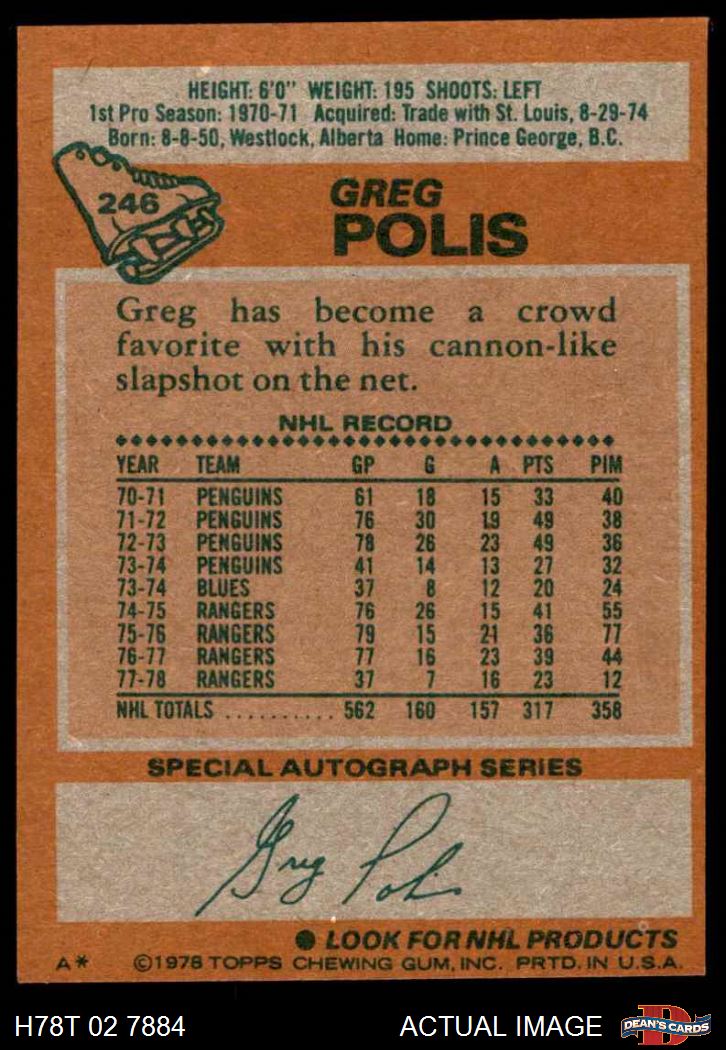 HEIGHT: 6'0" WEIGHT: 195 SHOOTS: LEFT
1st Pro Season: 1970-71 Acquired: Trade with St. Louis, 8-29-74
Born: 8-8-50, Westlock, Alberta Home: Prince George, B.C.
246
GREG
POLIS
Greg has become a crowd
favorite with his cannon-like
slapshot on the net.
NHL RECORD
YEAR TEAM GP G A PTS PIM
70-71 PENGUINS 61 18 15 33 40
71-72 PENGUINS 76 30 19 49 38
72-73 PENGUINS 78 26 23 49 36
73-74 PENGUINS 41 14 13 27 32
73-74 BLUES 37 8 12 20 24
74-75 RANGERS 76 26 15 41 55
75-76 RANGERS 79 15 21 36 77
76-77 RANGERS 77 16 23 39 44
77-78 RANGERS 37 7 16 23 12
NHL TOTALS .......... 562 160 157 317 358
SPECIAL AUTOGRAPH SERIES
Greg Polis
● LOOK FOR NHL PRODUCTS
A* ©1978 TOPPS CHEWING GUM, INC. PRTD. IN U.S.A.
H78T 02 7884 ACTUAL IMAGE D DEAN'S CARDS